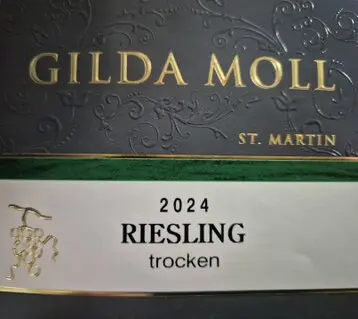 GILDA MOLL
ST. MARTIN
2024
RIESLING
trocken